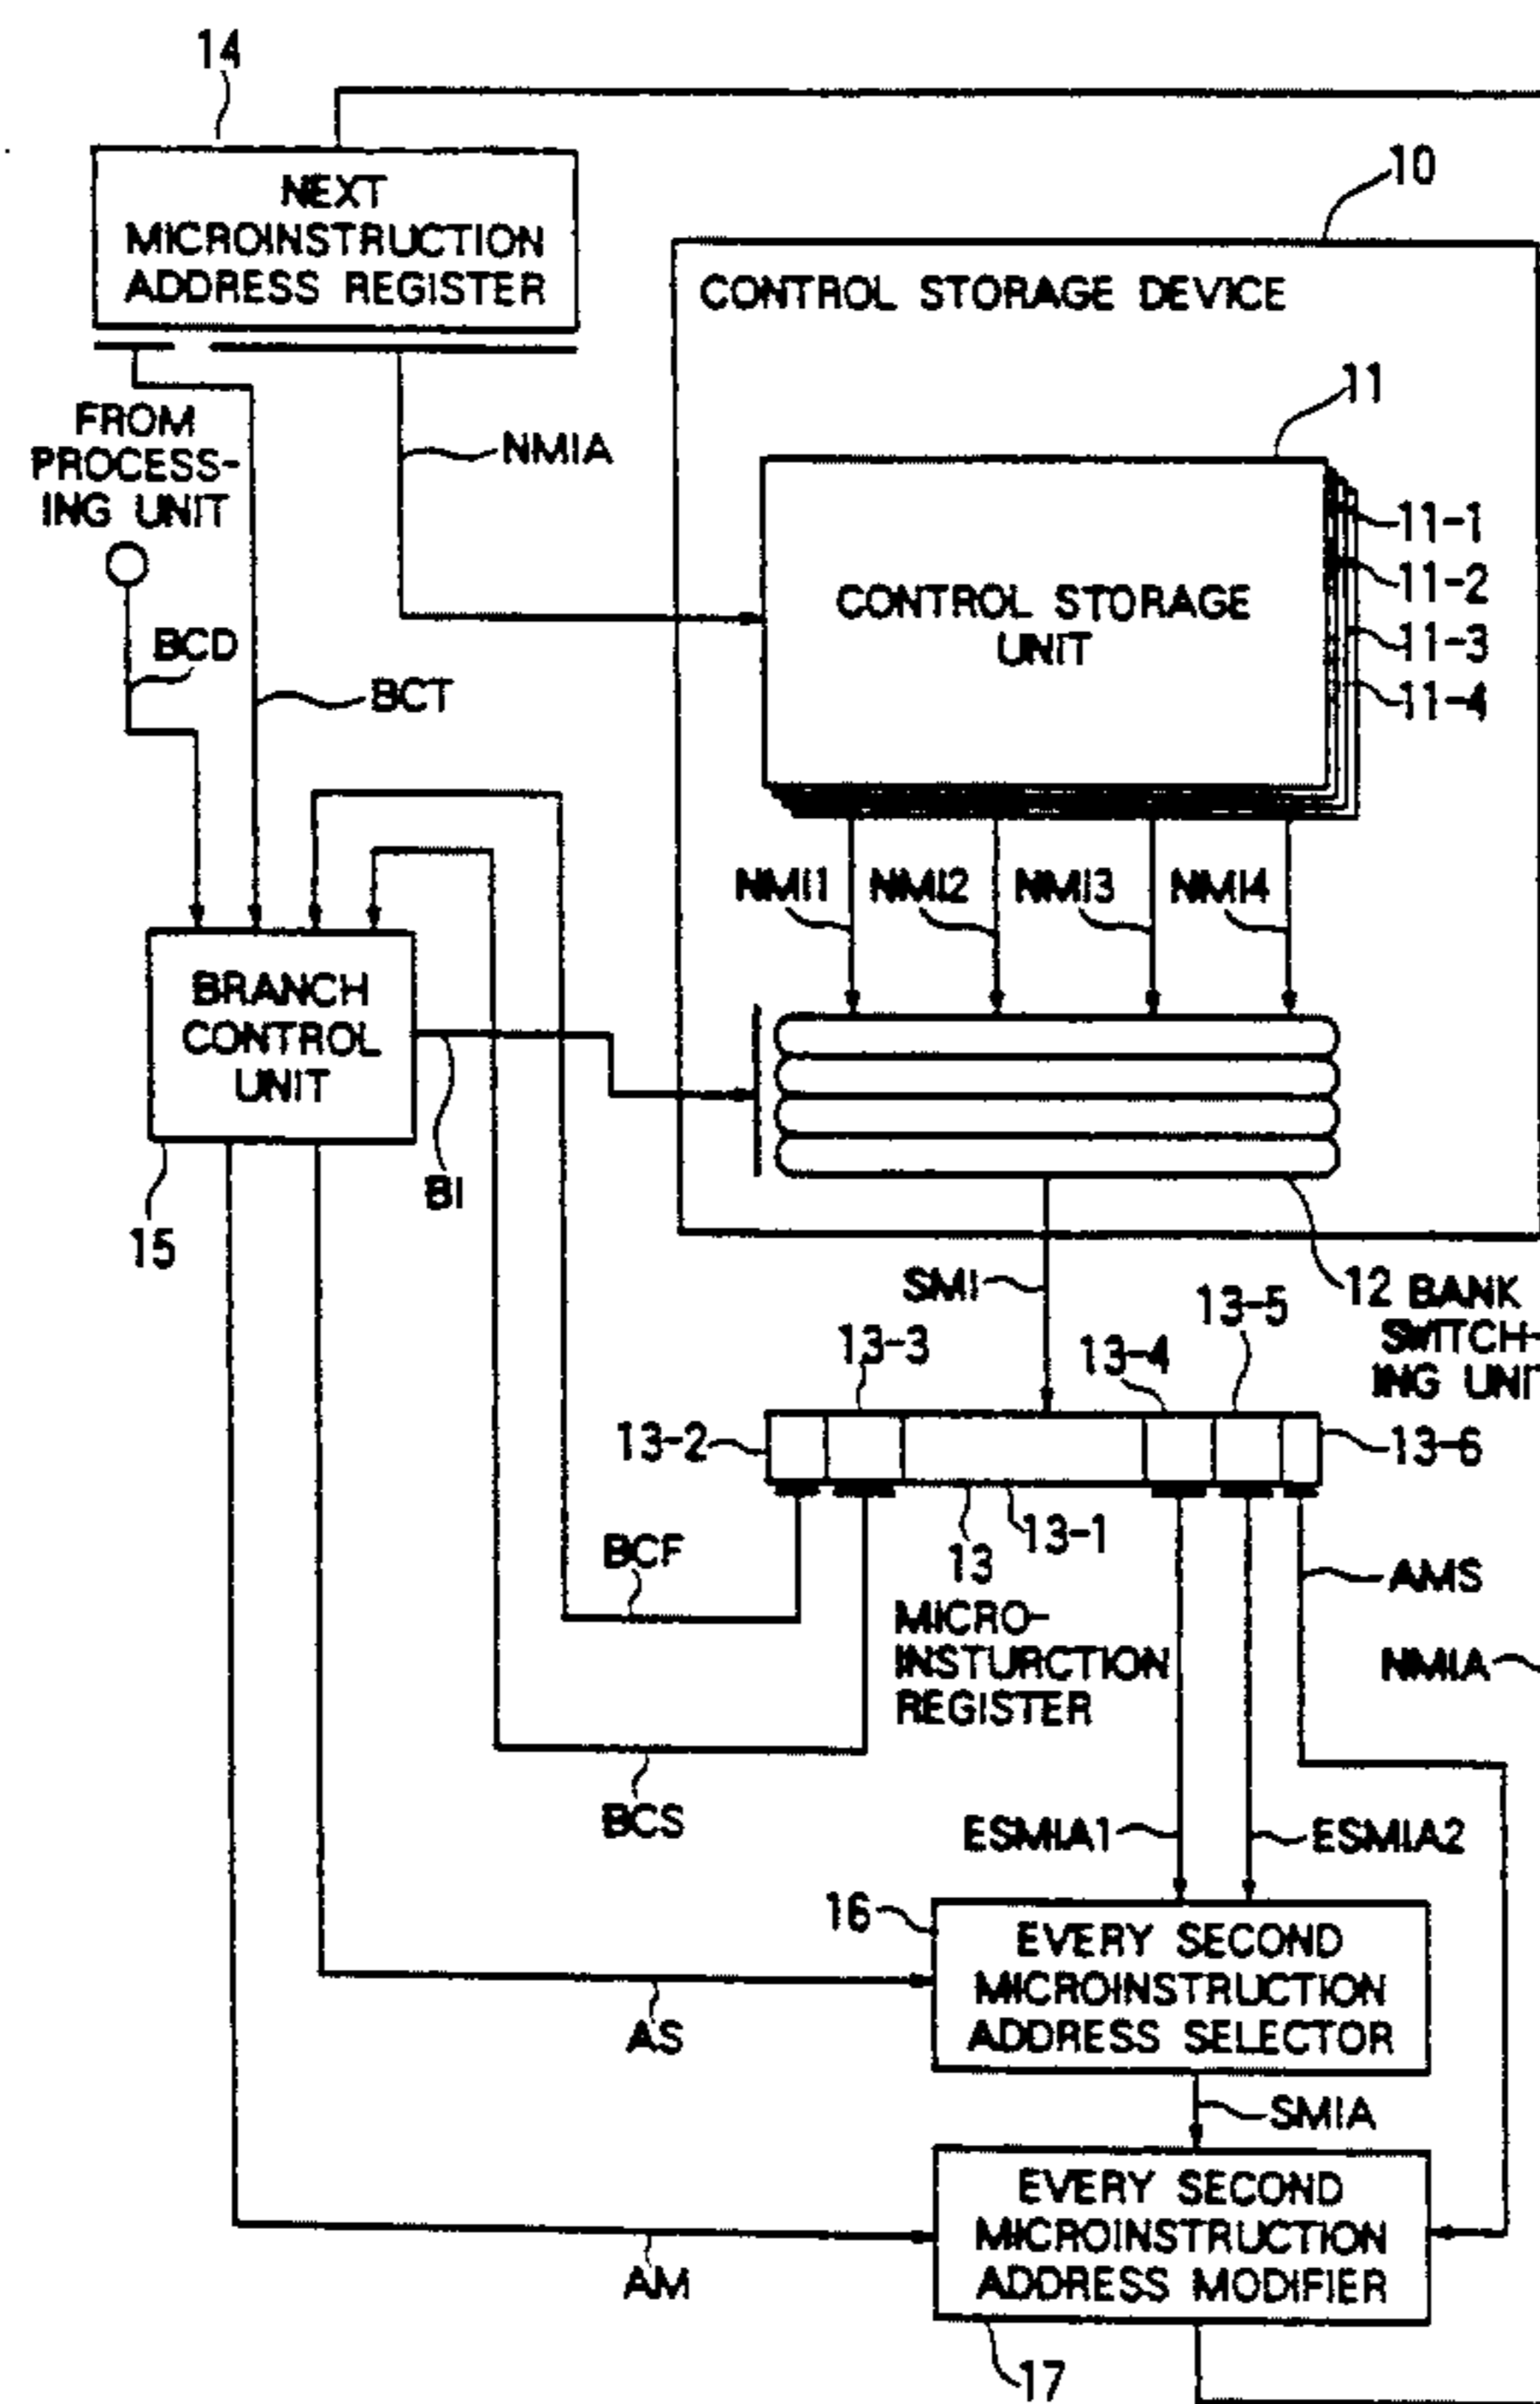 14
NEXT
MICROINSTRUCTION
ADDRESS REGISTER
10
CONTROL STORAGE DEVICE
11
FROM
PROCESS-
ING UNIT
NMIA
11-1
11-2
11-3
11-4
CONTROL STORAGE
UNIT
BCD
BCT
NMI1
NMI2
NMI3
NMI4
BRANCH
CONTROL
UNIT
BI
15
SMI
12 BANK
SWITCH-
ING UNIT
13-3
13-4
13-5
13-2
13-6
13
13-1
BCF
MICRO-
INSTURCTION
REGISTER
AMS
NMIA
BCS
ESMIA1
ESMIA2
16
EVERY SECOND
MICROINSTRUCTION
ADDRESS SELECTOR
AS
SMIA
EVERY SECOND
MICROINSTRUCTION
ADDRESS MODIFIER
AM
17